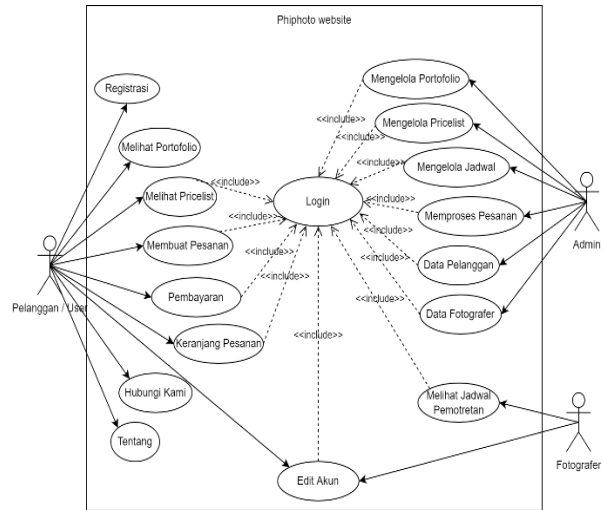 Phiphoto website
Registrasi
Melihat Portofolio
Melihat Pricelist
Membuat Pesanan
Pembayaran
Keranjang Pesanan
Hubungi Kami
Tentang
Pelanggan / User
Login
Edit Akun
Mengelola Portofolio
Mengelola Pricelist
Mengelola Jadwal
Memproses Pesanan
Data Pelanggan
Data Fotografer
Melihat Jadwal
Pemotretan
Admin
Fotografer
<<include>>
<<include>>
<<include>>
<<include>>
<<include>>
<<include>>
<<include>>
<<include>>
<<include>>
<<include>>
<<include>>
<<include>>